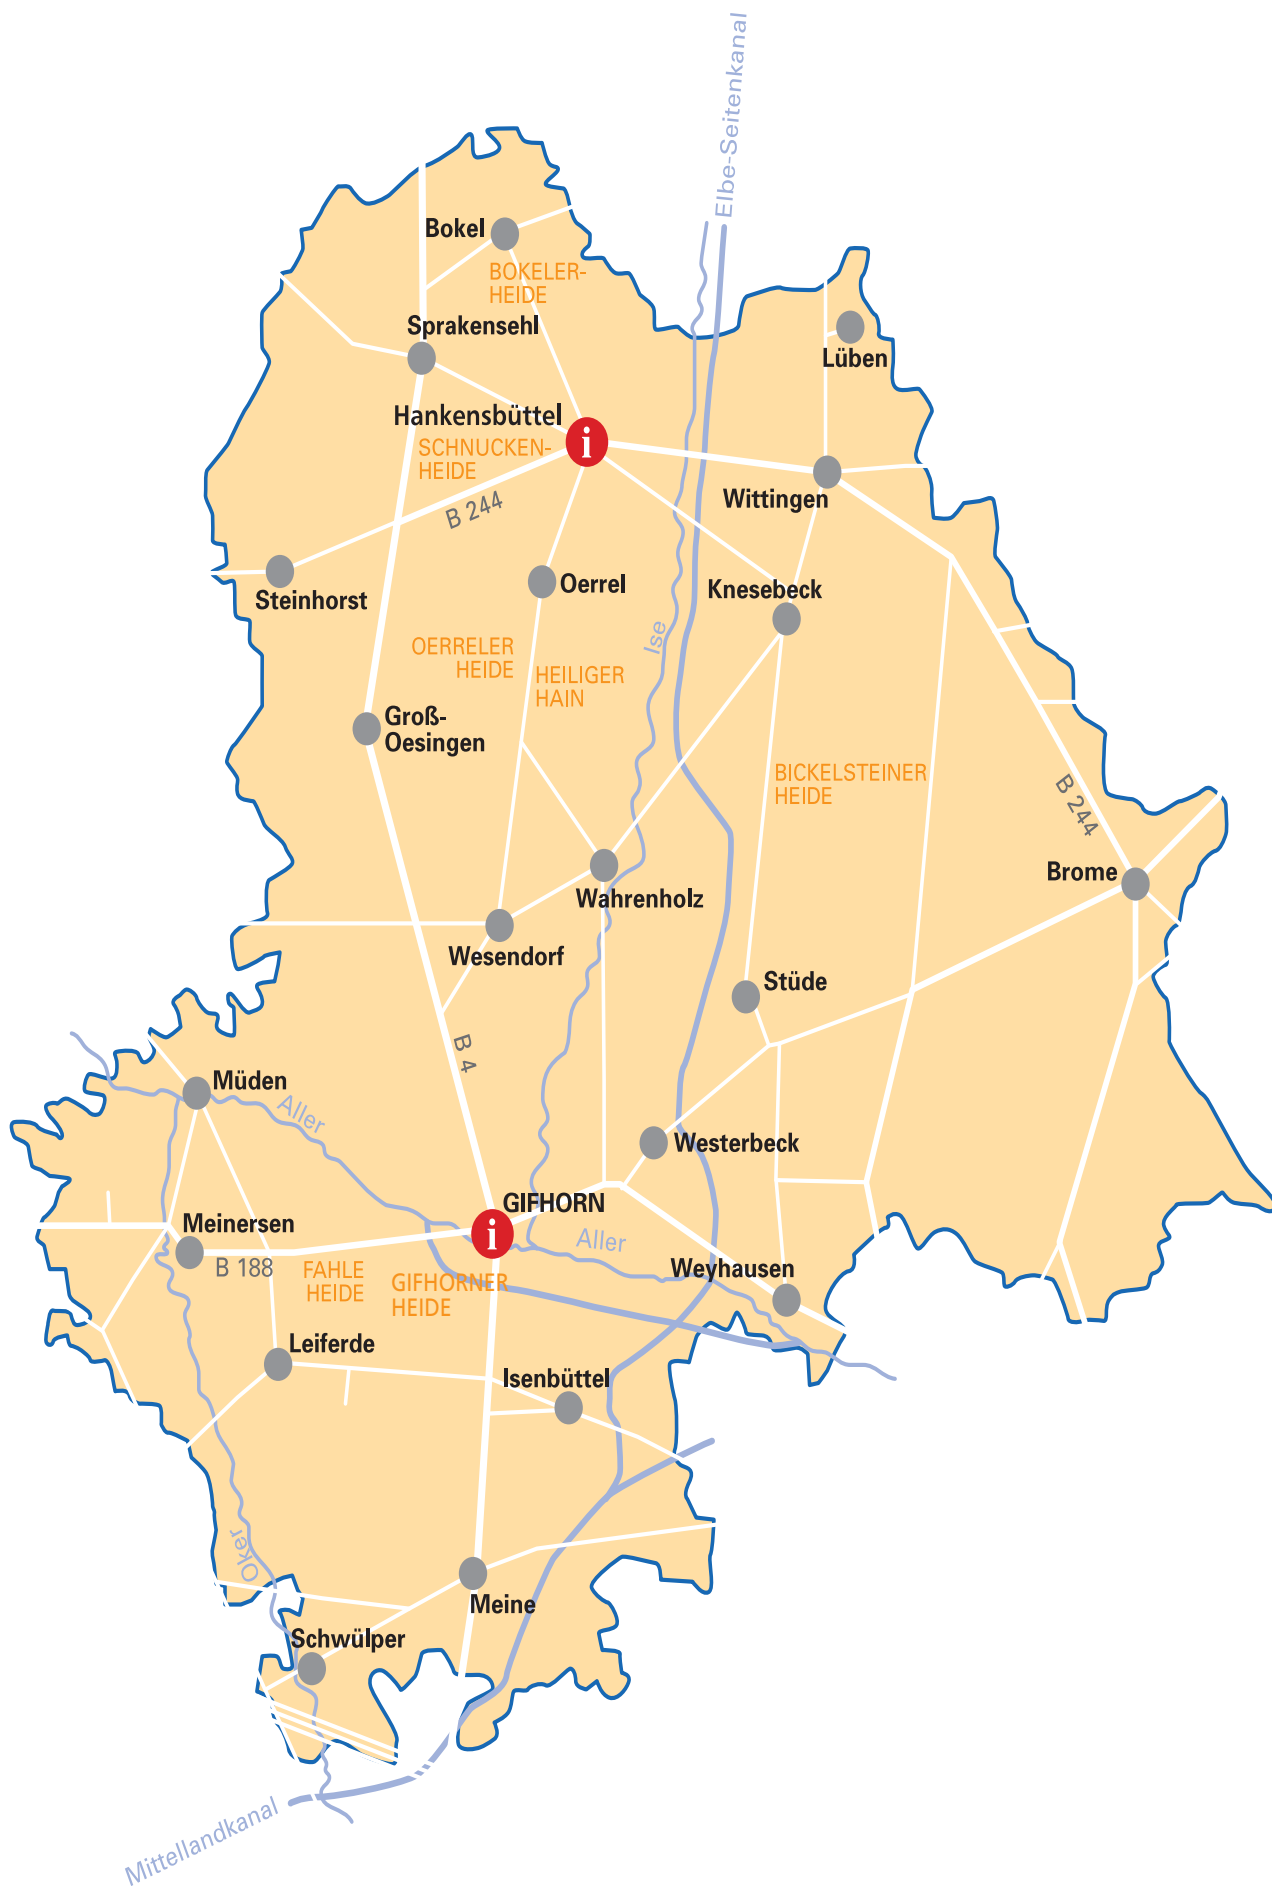 Elbe-Seitenkanal
Bokel
BOKELER-
HEIDE
Sprakensehl
Lüben
Hankensbüttel
i
SCHNUCKEN-
HEIDE
B 244
Wittingen
Steinhorst
Oerrel
Knesebeck
Ise
OERRELER
HEIDE
HEILIGER
HAIN
Groß-
Oesingen
BICKELSTEINER
HEIDE
B 244
Brome
Wahrenholz
Wesendorf
Stüde
B 4
Müden
Aller
Westerbeck
GIFHORN
i
Meinersen
Aller
B 188
FAHLE
HEIDE
GIFHORNER
HEIDE
Weyhausen
Leiferde
Isenbüttel
Oker
Meine
Schwülper
Mittellandkanal